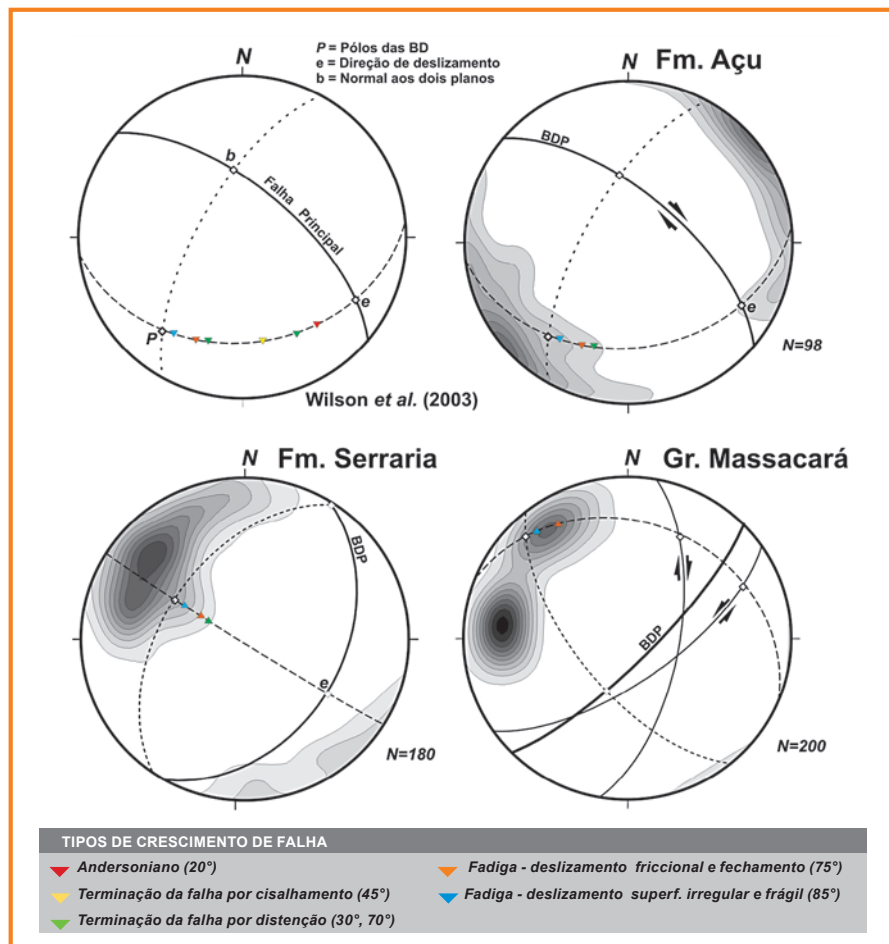 P = Pólos das BD
e = Direção de deslizamento
b = Normal aos dois planos
N
b
Falha Principal
P
e
Wilson et al. (2003)
N Fm. Açu
BDP
e
N=98
N Fm. Serraria
BDP
e
N=180
N Gr. Massacará
BDP
N=200
TIPOS DE CRESCIMENTO DE FALHA
Andersoniano (20°)
Terminação da falha por cisalhamento (45°)
Terminação da falha por distenção (30°, 70°)
Fadiga - deslizamento friccional e fechamento (75°)
Fadiga - deslizamento superf. irregular e frágil (85°)